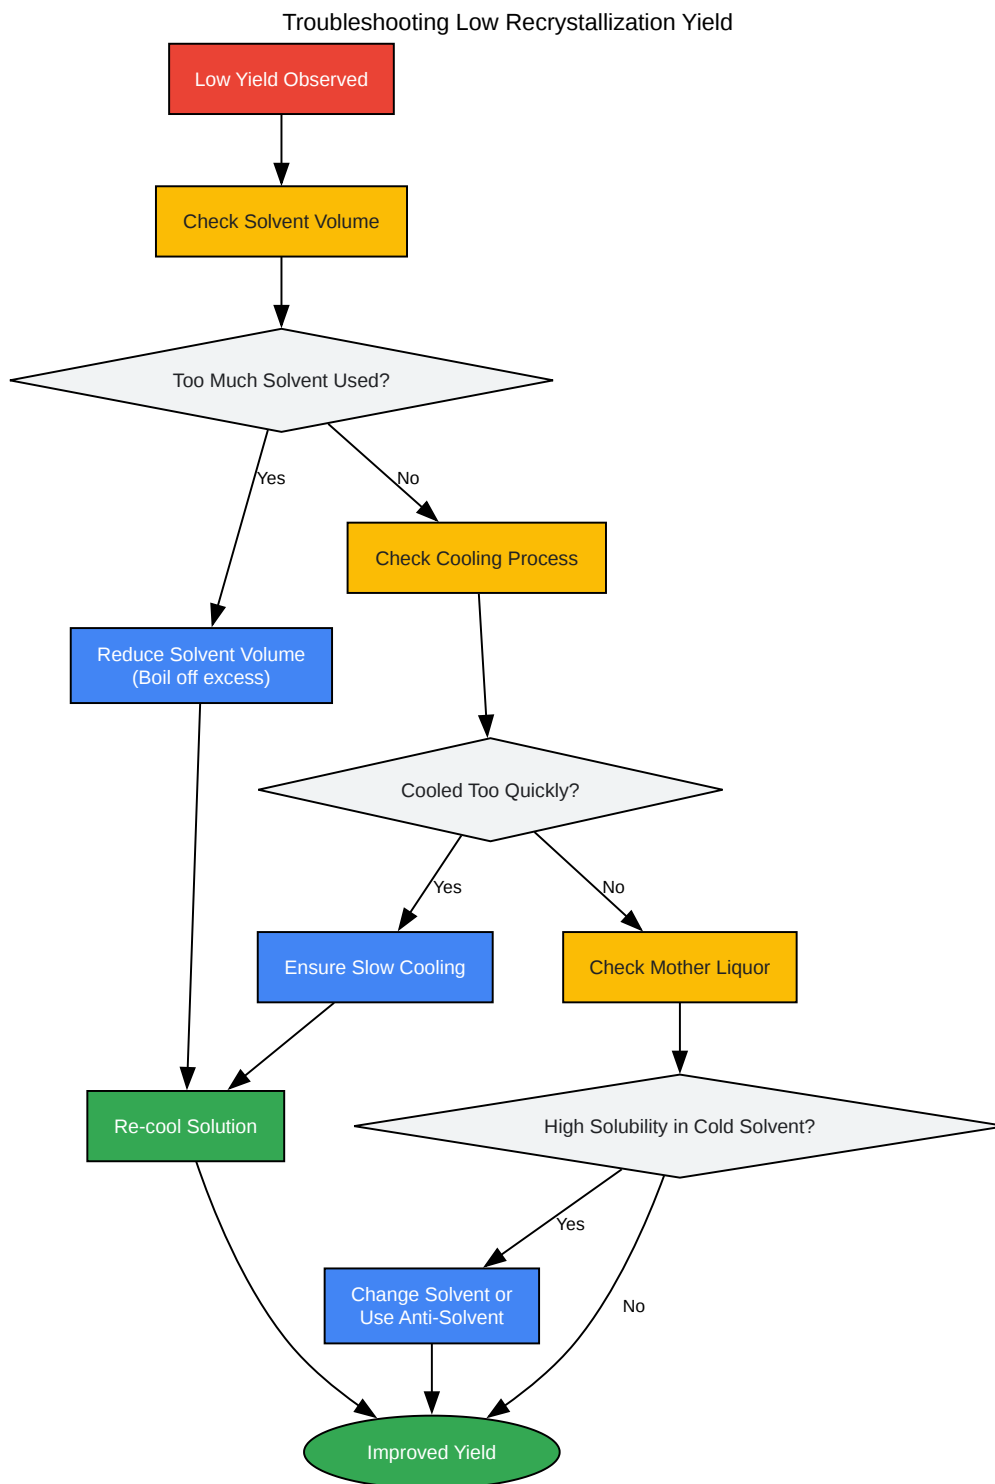 Troubleshooting Low Recrystallization Yield
Low Yield Observed
Check Solvent Volume
Too Much Solvent Used?
Yes
No
Check Cooling Process
Reduce Solvent Volume
(Boil off excess)
Cooled Too Quickly?
Yes
No
Ensure Slow Cooling
Check Mother Liquor
Re-cool Solution
High Solubility in Cold Solvent?
Yes
Change Solvent or
Use Anti-Solvent
No
Improved Yield